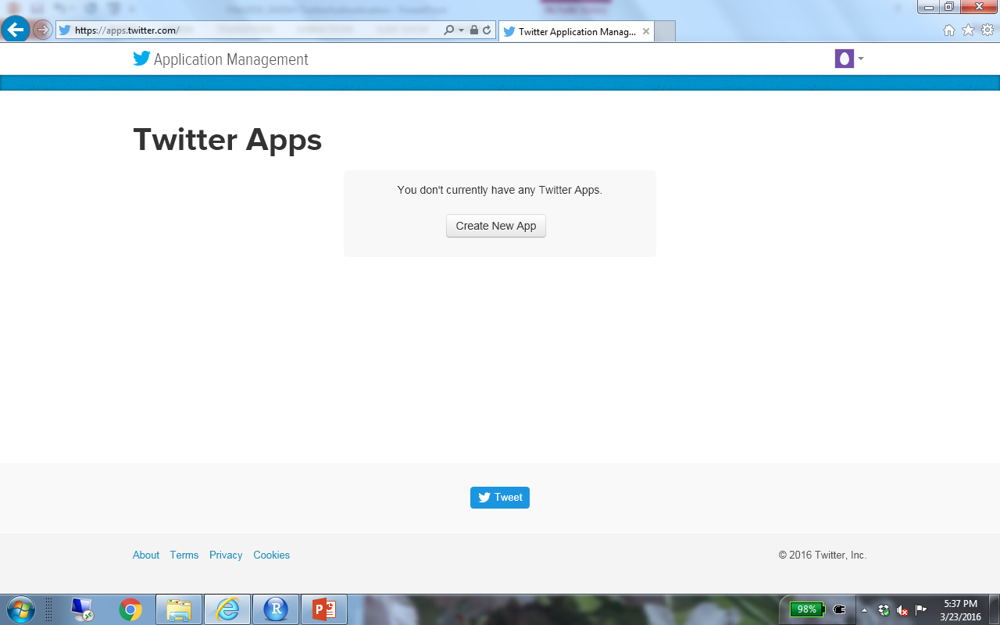 https://apps.twitter.com/
Twitter Application Manag...
Application Management
Twitter Apps
You don't currently have any Twitter Apps.
Create New App
Tweet
About Terms Privacy Cookies
© 2016 Twitter, Inc.
98%
5:37 PM
3/23/2016